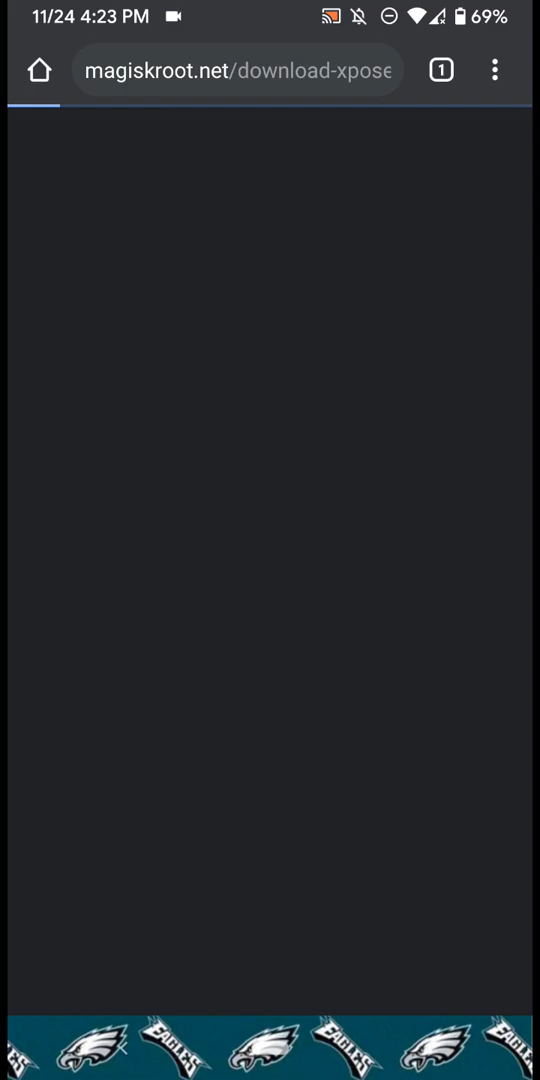 11/24 4:23 PM 69%
magiskroot.net/download-xpose
1
EAGLES EAGLES EAGLES